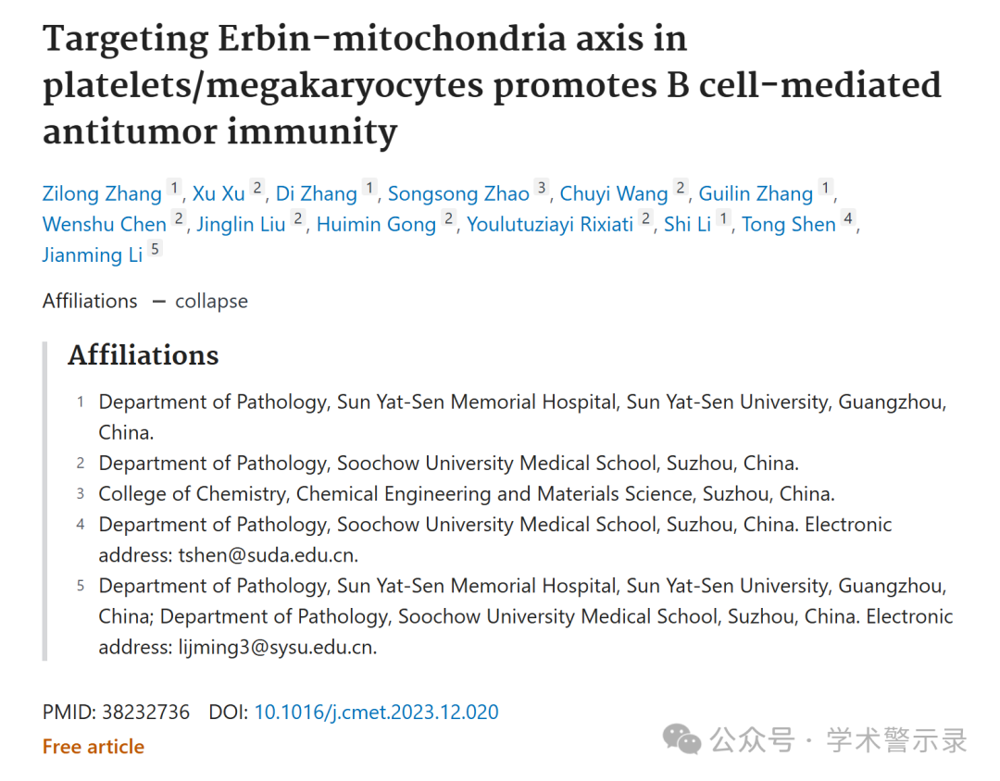 Targeting Erbin-mitochondria axis in
platelets/megakaryocytes promotes B cell-mediated
antitumor immunity
Zilong Zhang 1, Xu Xu 2, Di Zhang 1, Songsong Zhao 3, Chuyi Wang 2, Guilin Zhang 1,
Wenshu Chen 2, Jinglin Liu 2, Huimin Gong 2, Youlutuziayi Rixiati 2, Shi Li 1, Tong Shen 4,
Jianming Li 5
Affiliations — collapse
Affiliations
1 Department of Pathology, Sun Yat-Sen Memorial Hospital, Sun Yat-Sen University, Guangzhou,
China.
2 Department of Pathology, Soochow University Medical School, Suzhou, China.
3 College of Chemistry, Chemical Engineering and Materials Science, Suzhou, China.
4 Department of Pathology, Soochow University Medical School, Suzhou, China. Electronic
address: tshen@suda.edu.cn.
5 Department of Pathology, Sun Yat-Sen Memorial Hospital, Sun Yat-Sen University, Guangzhou,
China; Department of Pathology, Soochow University Medical School, Suzhou, China. Electronic
address: lijming3@sysu.edu.cn.
PMID: 38232736 DOI: 10.1016/j.cmet.2023.12.020
Free article
公众号 · 学术警示录